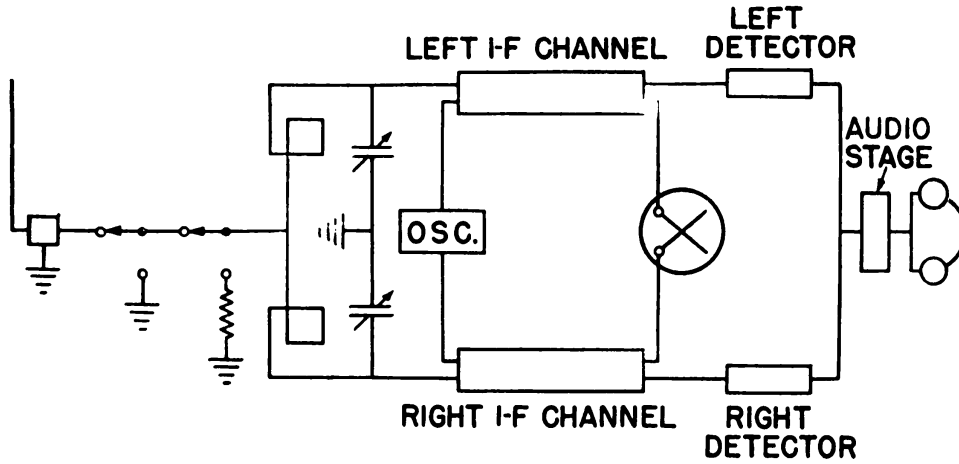 LEFT I-F CHANNEL
LEFT
DETECTOR
AUDIO
STAGE
OSC.
RIGHT I-F CHANNEL
RIGHT
DETECTOR